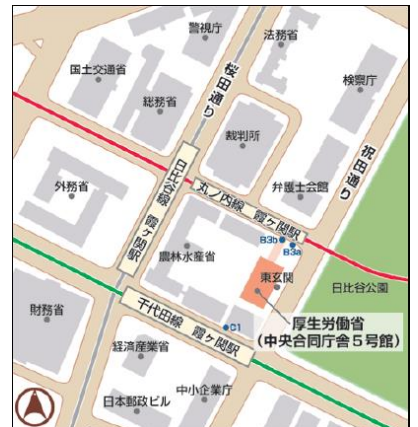 警視庁
法務省
国土交通省
桜田通り
検察庁
総務省
裁判所
祝田通り
日比谷線 霞ケ関駅
丸ノ内線 霞ケ関駅
外務省
弁護士会館
B3b
B3a
農林水産省
東玄関
日比谷公園
千代田線 霞ケ関駅
財務省
C1
厚生労働省
（中央合同庁舎５号館）
経済産業省
中小企業庁
日本郵政ビル